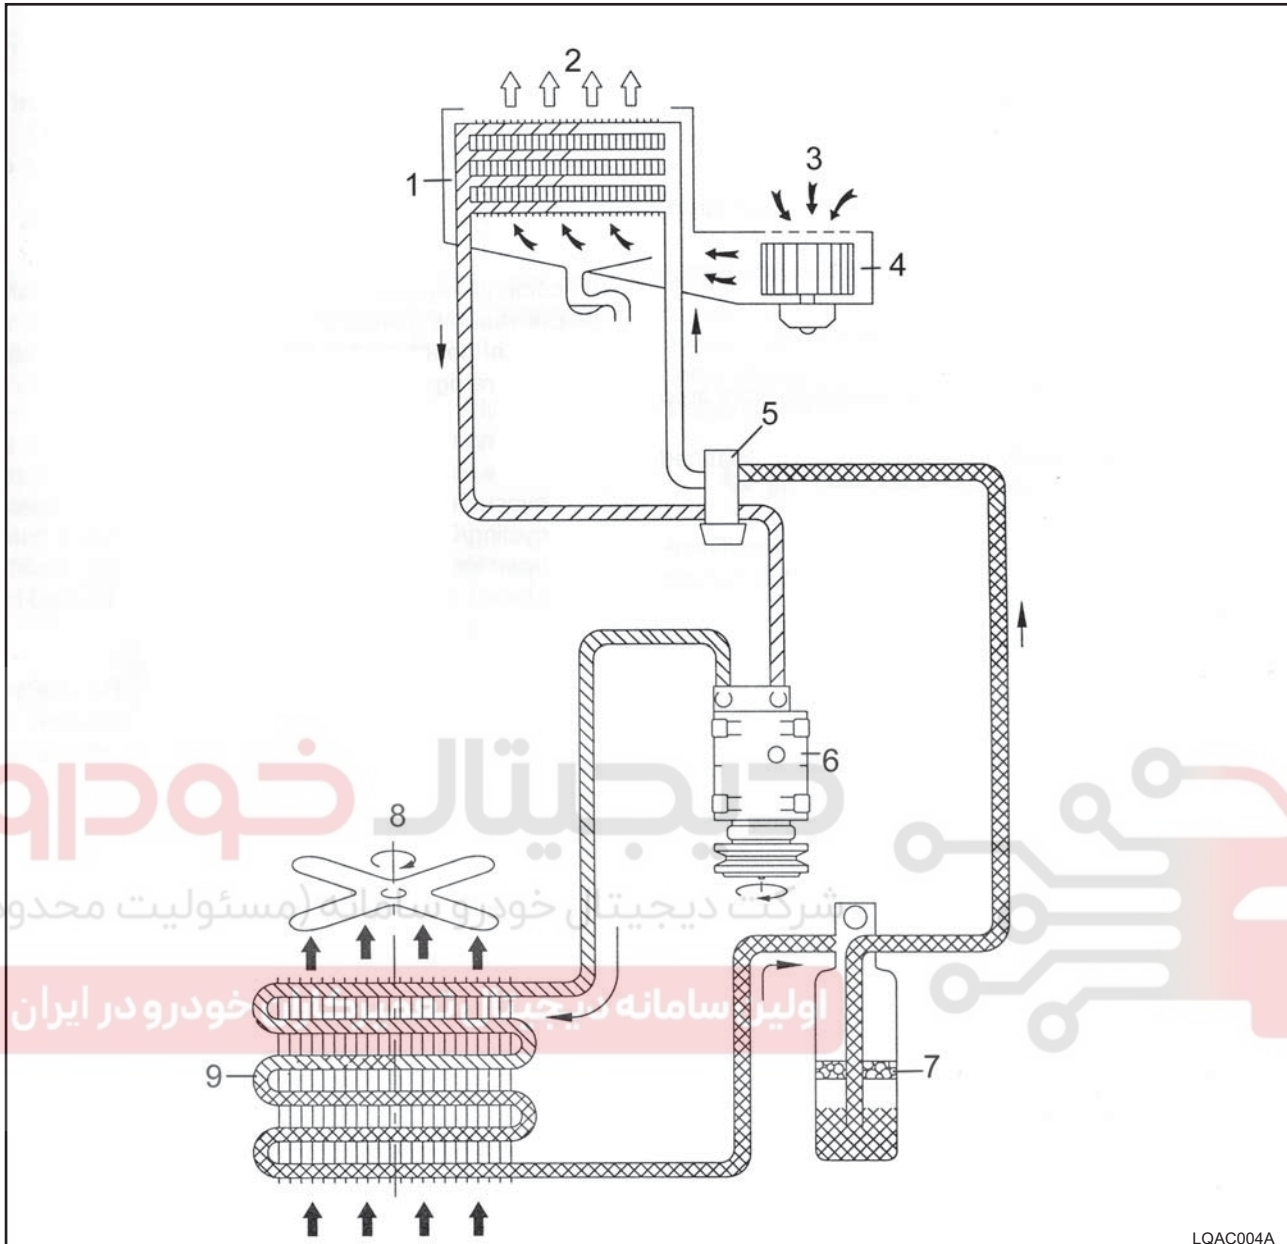 2
3
1
4
5
6
8
دیجیتال خودرو
شرکت دیجیتال خودرو سامانه (مسئولیت محدود
اولین سامانه دیجیتال تعمیرکاران خودرو در ایران
7
9
LQAC004A